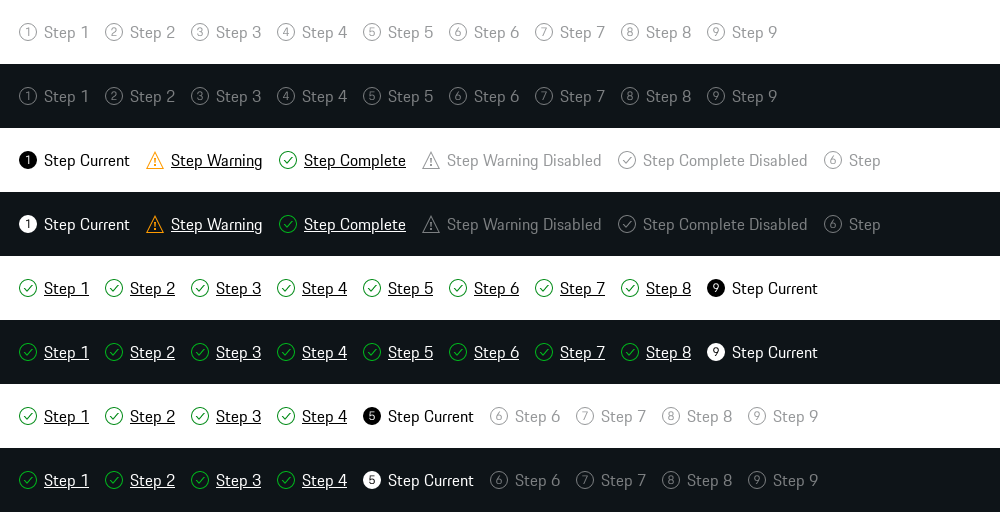 1 Step 1 2 Step 2 3 Step 3 4 Step 4 5 Step 5 6 Step 6 7 Step 7 8 Step 8 9 Step 9
1 Step 1 2 Step 2 3 Step 3 4 Step 4 5 Step 5 6 Step 6 7 Step 7 8 Step 8 9 Step 9
1 Step Current Step Warning Step Complete Step Warning Disabled Step Complete Disabled 6 Step
1 Step Current Step Warning Step Complete Step Warning Disabled Step Complete Disabled 6 Step
Step 1 Step 2 Step 3 Step 4 Step 5 Step 6 Step 7 Step 8 9 Step Current
Step 1 Step 2 Step 3 Step 4 Step 5 Step 6 Step 7 Step 8 9 Step Current
Step 1 Step 2 Step 3 Step 4 5 Step Current 6 Step 6 7 Step 7 8 Step 8 9 Step 9
Step 1 Step 2 Step 3 Step 4 5 Step Current 6 Step 6 7 Step 7 8 Step 8 9 Step 9